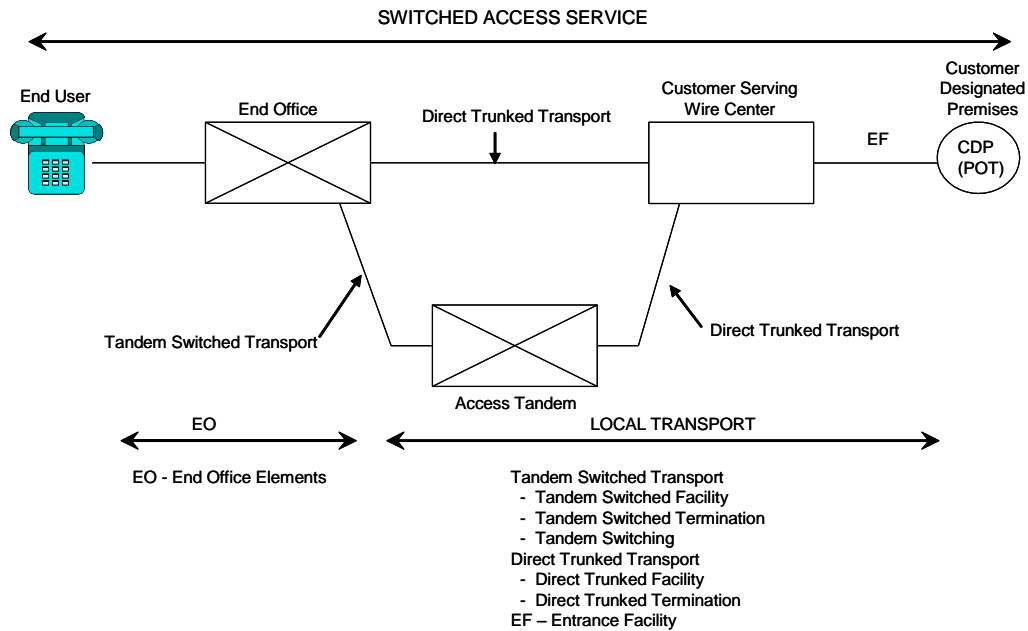 SWITCHED ACCESS SERVICE
End User
End Office
Direct Trunked Transport
Customer Serving
Wire Center
EF
Customer
Designated
Premises
CDP
(POT)
Tandem Switched Transport
Direct Trunked Transport
Access Tandem
EO
LOCAL TRANSPORT
EO - End Office Elements
Tandem Switched Transport
- Tandem Switched Facility
- Tandem Switched Termination
- Tandem Switching
Direct Trunked Transport
- Direct Trunked Facility
- Direct Trunked Termination
EF – Entrance Facility